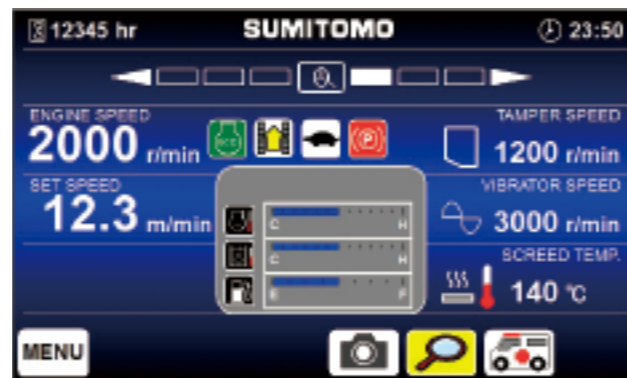 12345 hr SUMITOMO 23:50
ENGINE SPEED
2000 r/min
eco
(P)
TAMPER SPEED
1200 r/min
SET SPEED
12.3 m/min
VIBRATOR SPEED
3000 r/min
C H
C H
E F
SCREED TEMP.
140 °C
MENU